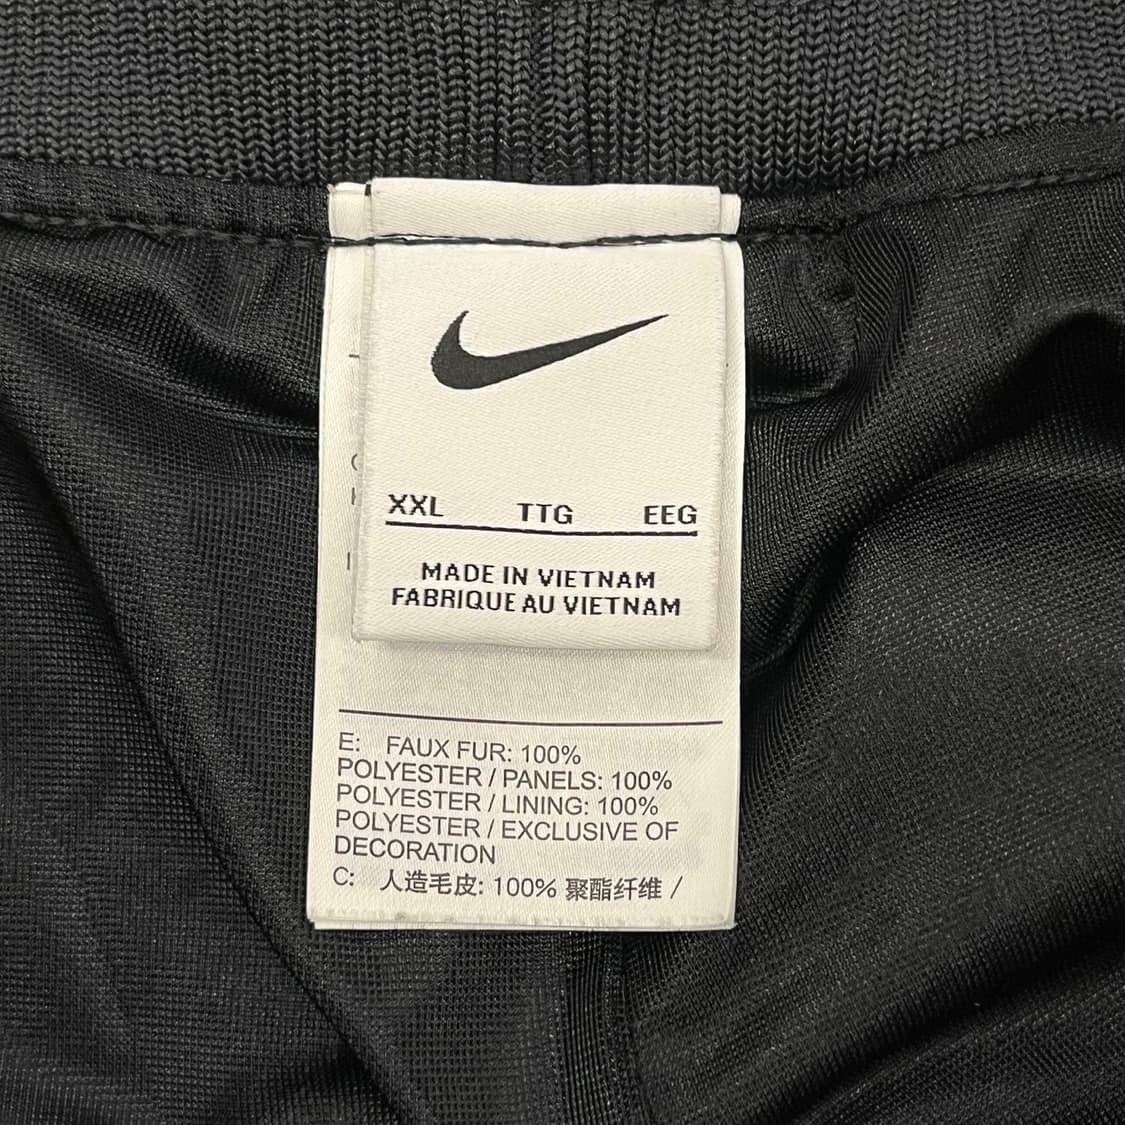 XXL TTG EEG
MADE IN VIETNAM
FABRIQUE AU VIETNAM
E: FAUX FUR: 100%
POLYESTER / PANELS: 100%
POLYESTER / LINING: 100%
POLYESTER / EXCLUSIVE OF
DECORATION
C: 人造毛皮: 100% 聚酯纤维 /